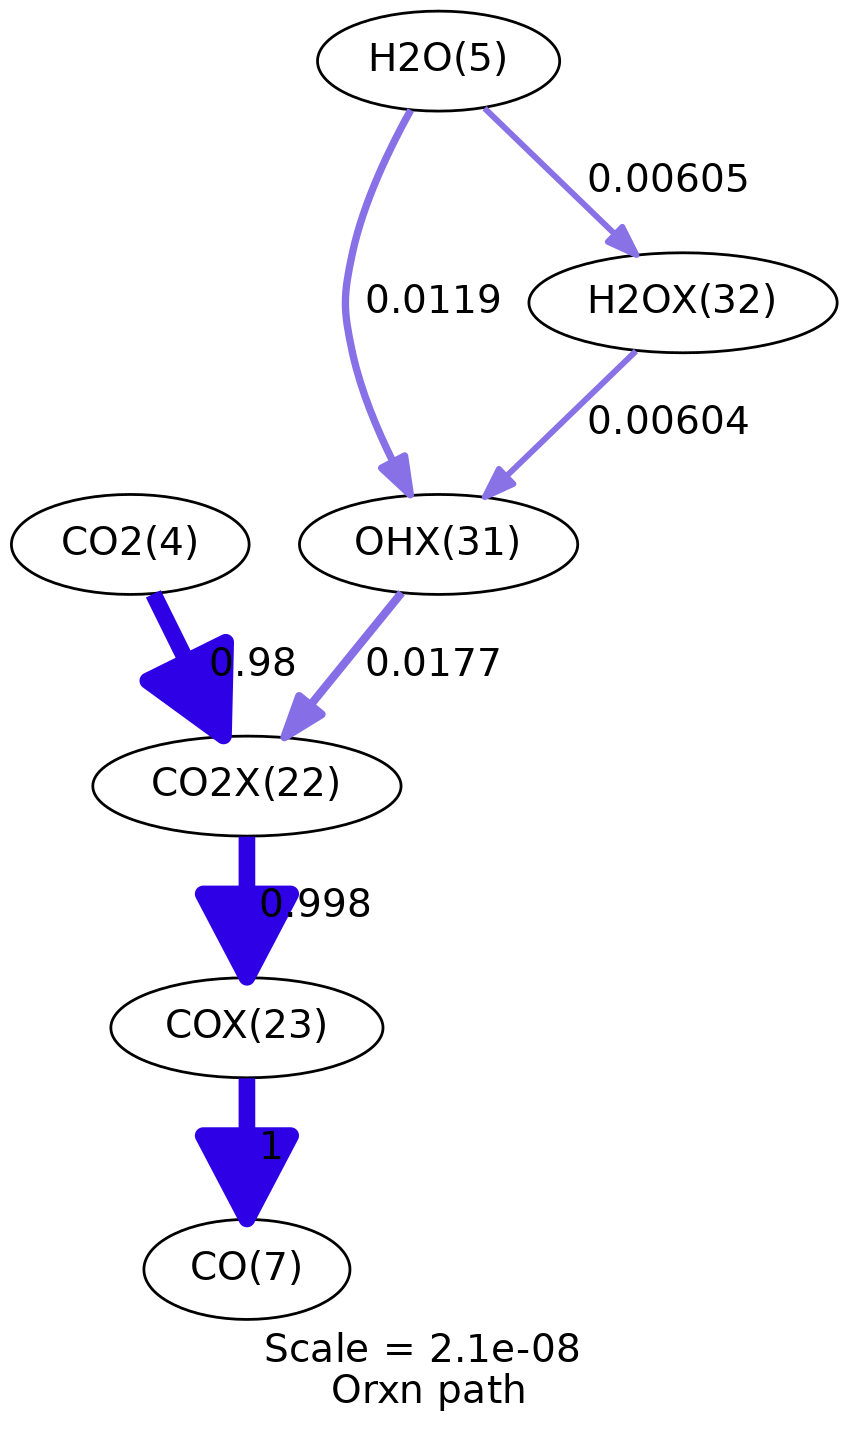 H2O(5)
0.00605
0.0119
H2OX(32)
0.00604
CO2(4)
OHX(31)
0.98
0.0177
CO2X(22)
0.998
COX(23)
1
CO(7)
Scale = 2.1e-08
Orxn path